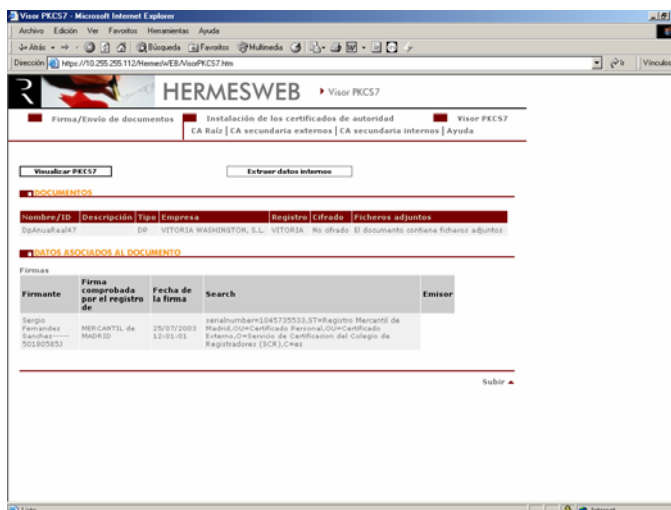 Visor PKCS7 - Microsoft Internet Explorer
Archivo Edición Ver Favoritos Herramientas Ayuda
Atrás Búsqueda Favoritos Multimedia
Dirección https://10.255.255.112/HermesWEB/VisorPKCS7.htm Ir Vínculos
HERMESWEB Visor PKCS7
Firma/Envío de documentos Instalación de los certificados de autoridad Visor PKCS7
CA Raíz | CA secundaria externos | CA secundaria internos | Ayuda
Visualizar PKCS7 Extraer datos internos
DOCUMENTOS
Nombre/ID Descripción Tipo Empresa Registro Cifrado Ficheros adjuntos
DpAnuaReal47 DP VITORIA WASHINGTON, S.L. VITORIA No cifrado El documento contiene ficheros adjuntos
DATOS ASOCIADOS AL DOCUMENTO
Firmas
Firmante Firma comprobada por el registro de Fecha de la firma Search Emisor
Sergio Fernandez Sanchez-----50180585J MERCANTIL de MADRID 25/07/2003 12:01:01 serialnumber=1045735533,ST=Registro Mercantil de Madrid,OU=Certificado Personal,OU=Certificado Externo,O=Servicio de Certificacion del Colegio de Registradores (SCR),C=es
Subir
Internet